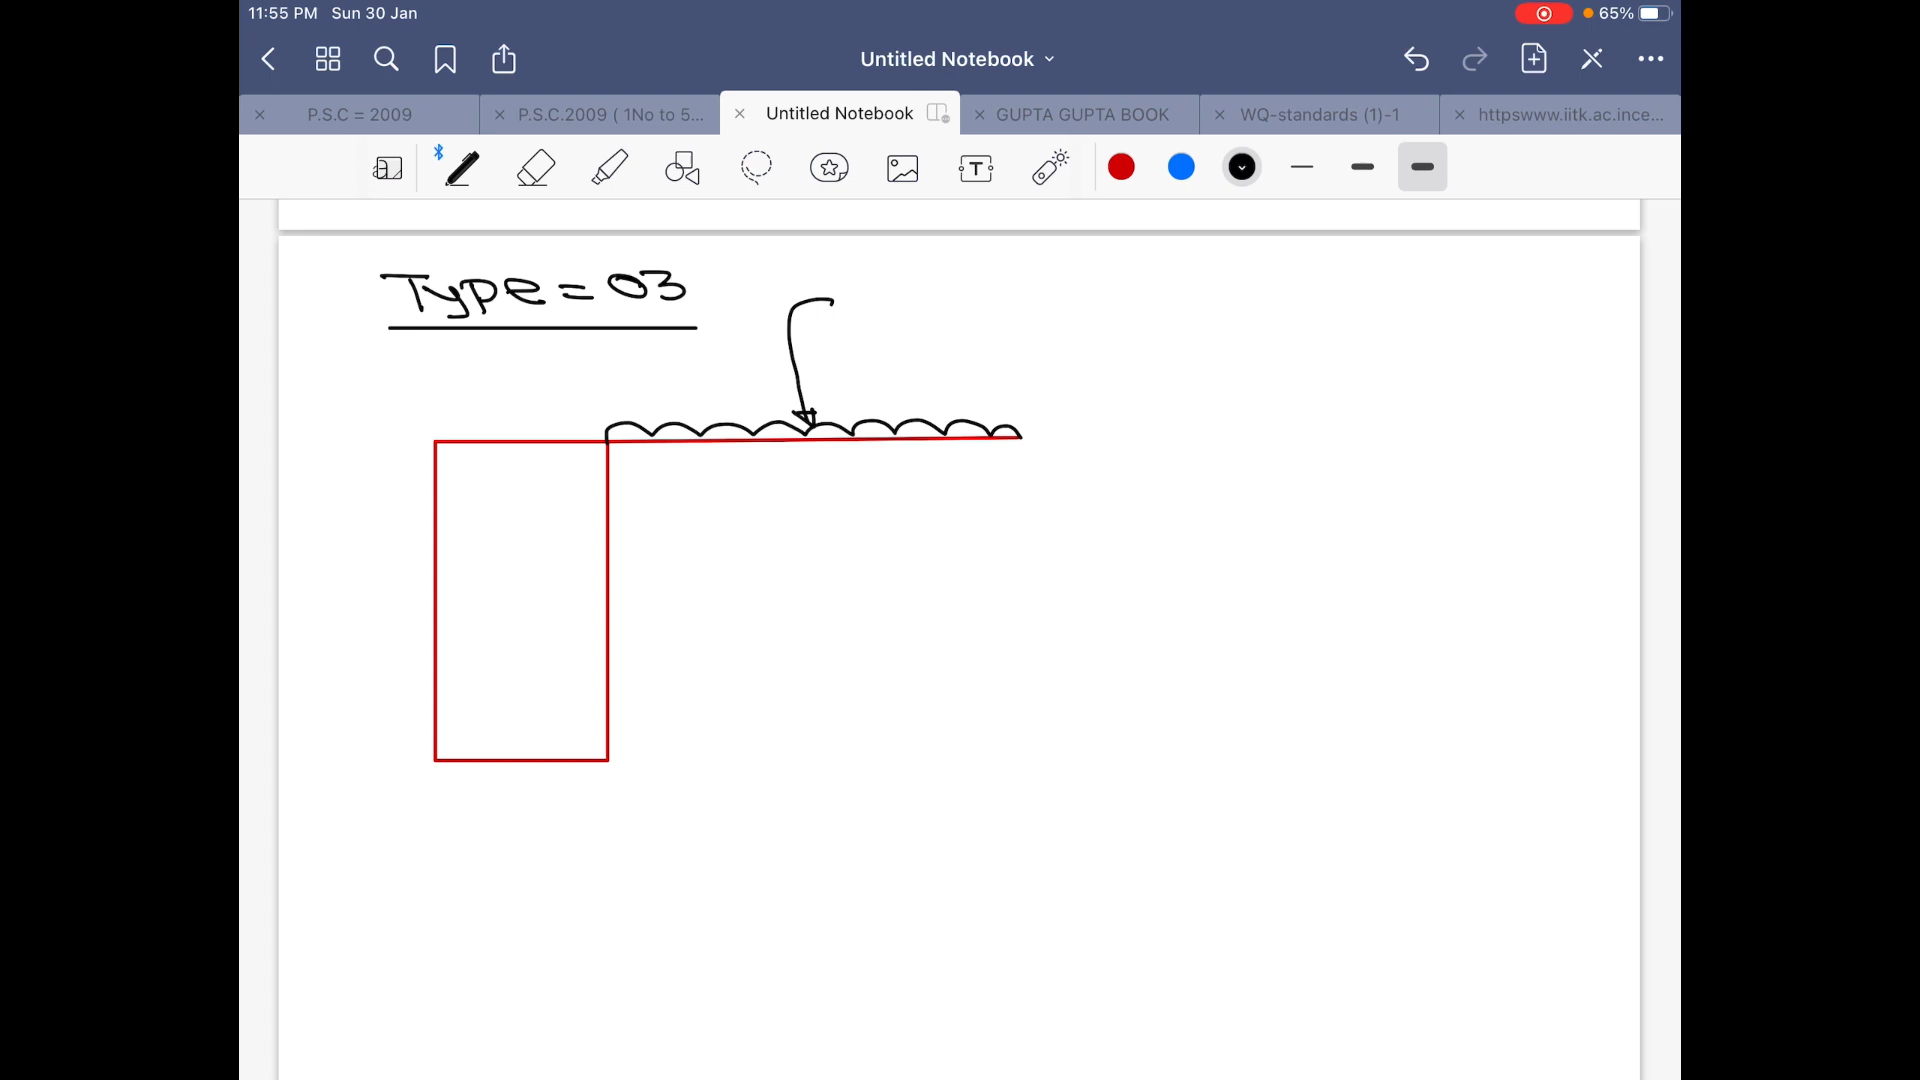 11:55 PM Sun 30 Jan
65%
Untitled Notebook
P.S.C = 2009
P.S.C.2009 ( 1No to 5...
Untitled Notebook
GUPTA GUPTA BOOK
WQ-standards (1)-1
httpswww.iitk.ac.ince...
Type = 03